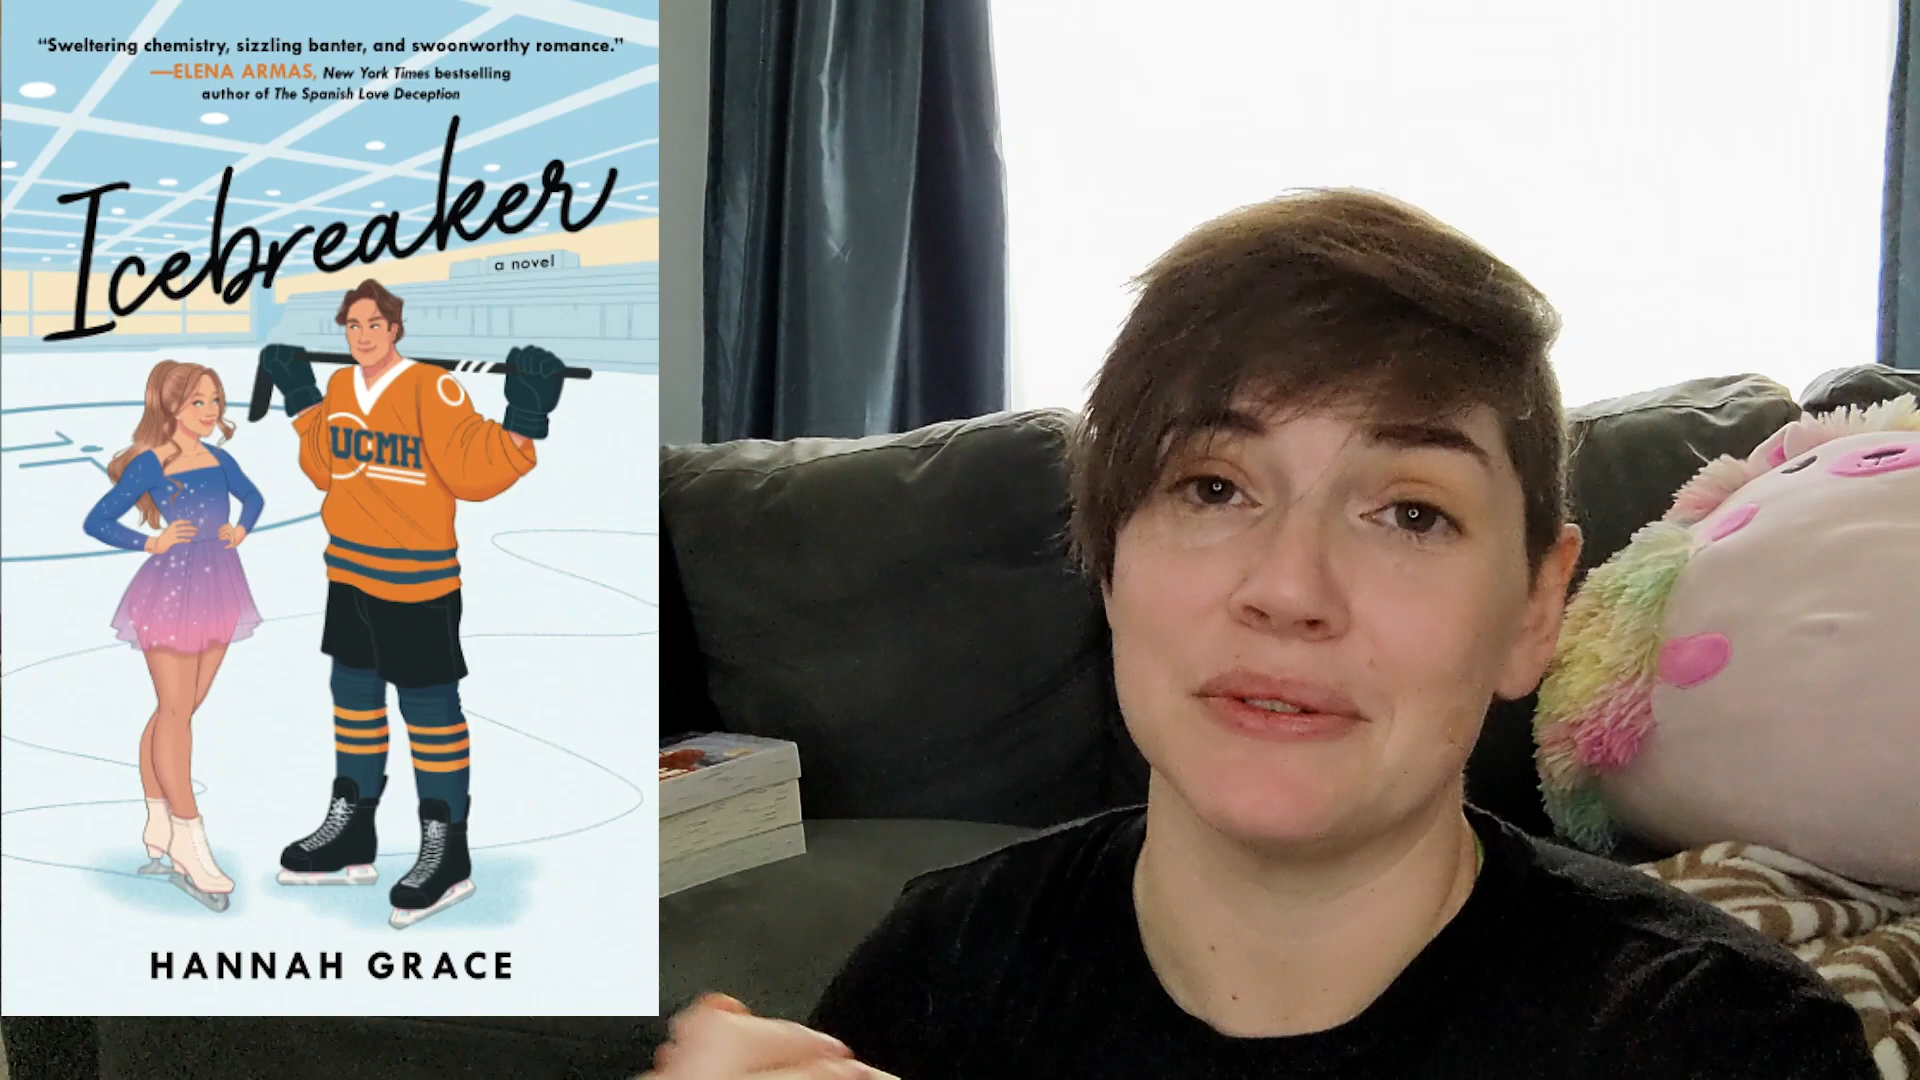 “Sweltering chemistry, sizzling banter, and swoonworthy romance.”
—ELENA ARMAS, New York Times bestselling
author of The Spanish Love Deception
Icebreaker
a novel
UCMH
HANNAH GRACE